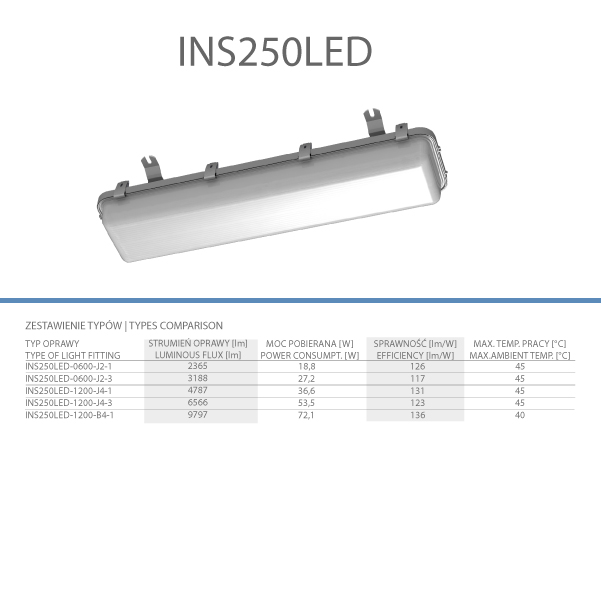 INS250LED
ZESTAWIENIE TYPÓW | TYPES COMPARISON
TYP OPRAWY STRUMIEŃ OPRAWY [lm] MOC POBIERANA [W] SPRAWNOŚĆ [lm/W] MAX. TEMP. PRACY [°C]
TYPE OF LIGHT FITTING LUMINOUS FLUX [lm] POWER CONSUMPT. [W] EFFICIENCY [lm/W] MAX.AMBIENT TEMP. [°C]
INS250LED-0600-J2-1 2365 18,8 126 45
INS250LED-0600-J2-3 3188 27,2 117 45
INS250LED-1200-J4-1 4787 36,6 131 45
INS250LED-1200-J4-3 6566 53,5 123 45
INS250LED-1200-B4-1 9797 72,1 136 40